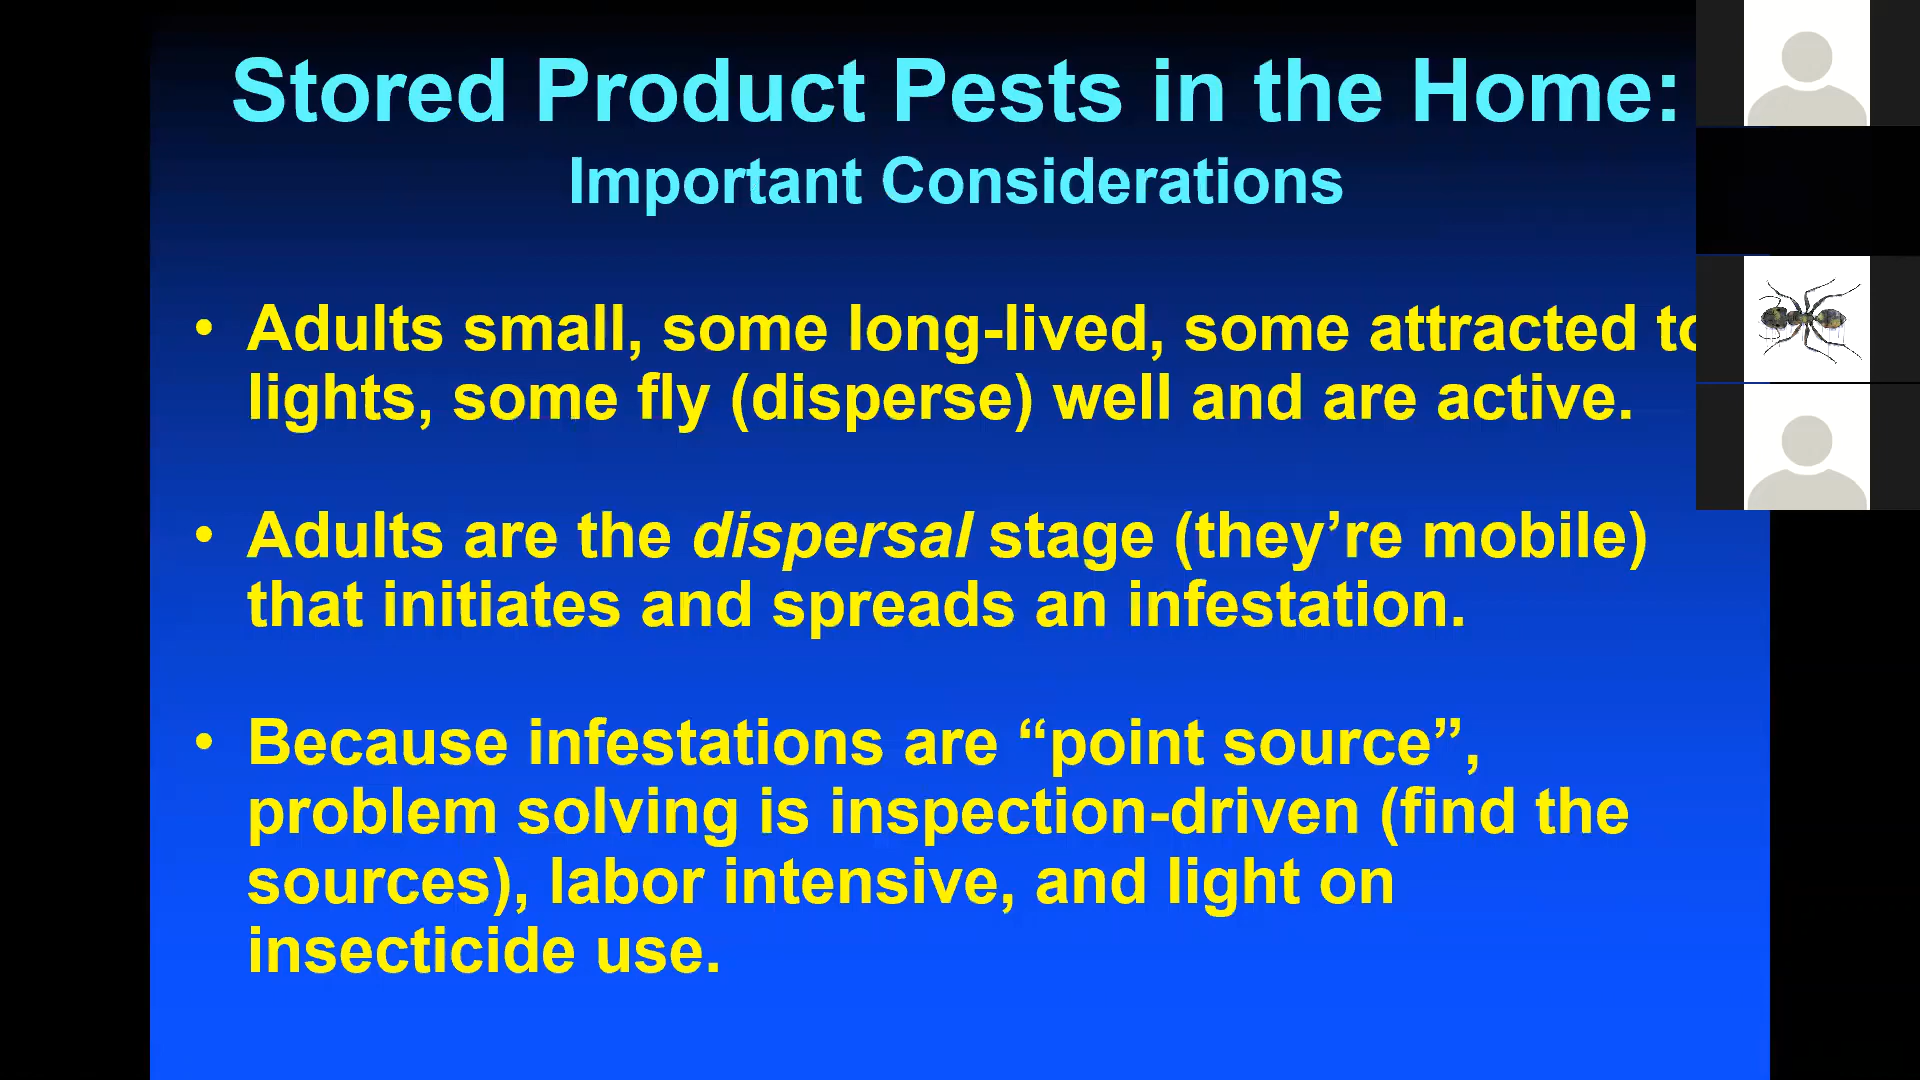 Stored Product Pests in the Home:
Important Considerations
• Adults small, some long-lived, some attracted to
lights, some fly (disperse) well and are active.
• Adults are the dispersal stage (they’re mobile)
that initiates and spreads an infestation.
• Because infestations are “point source”,
problem solving is inspection-driven (find the
sources), labor intensive, and light on
insecticide use.